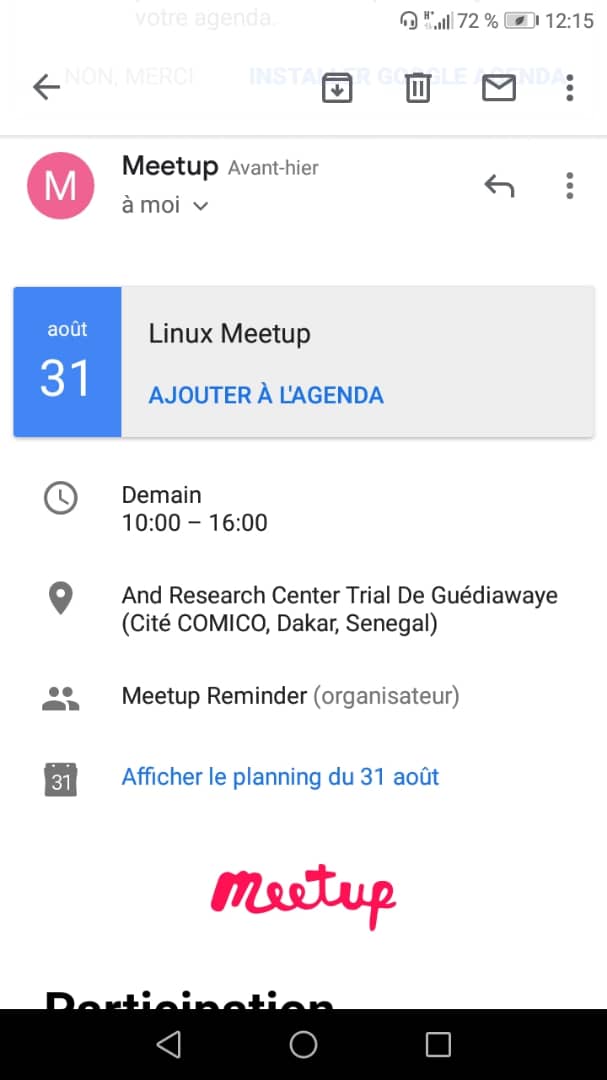 votre agenda.
H+ 72 % 12:15
NON, MERCI INSTALLER GOOGLE AGENDA
M
Meetup Avant-hier
à moi
août
31
Linux Meetup
AJOUTER À L'AGENDA
Demain
10:00 – 16:00
And Research Center Trial De Guédiawaye
(Cité COMICO, Dakar, Senegal)
Meetup Reminder (organisateur)
31
Afficher le planning du 31 août
meetup
Participation